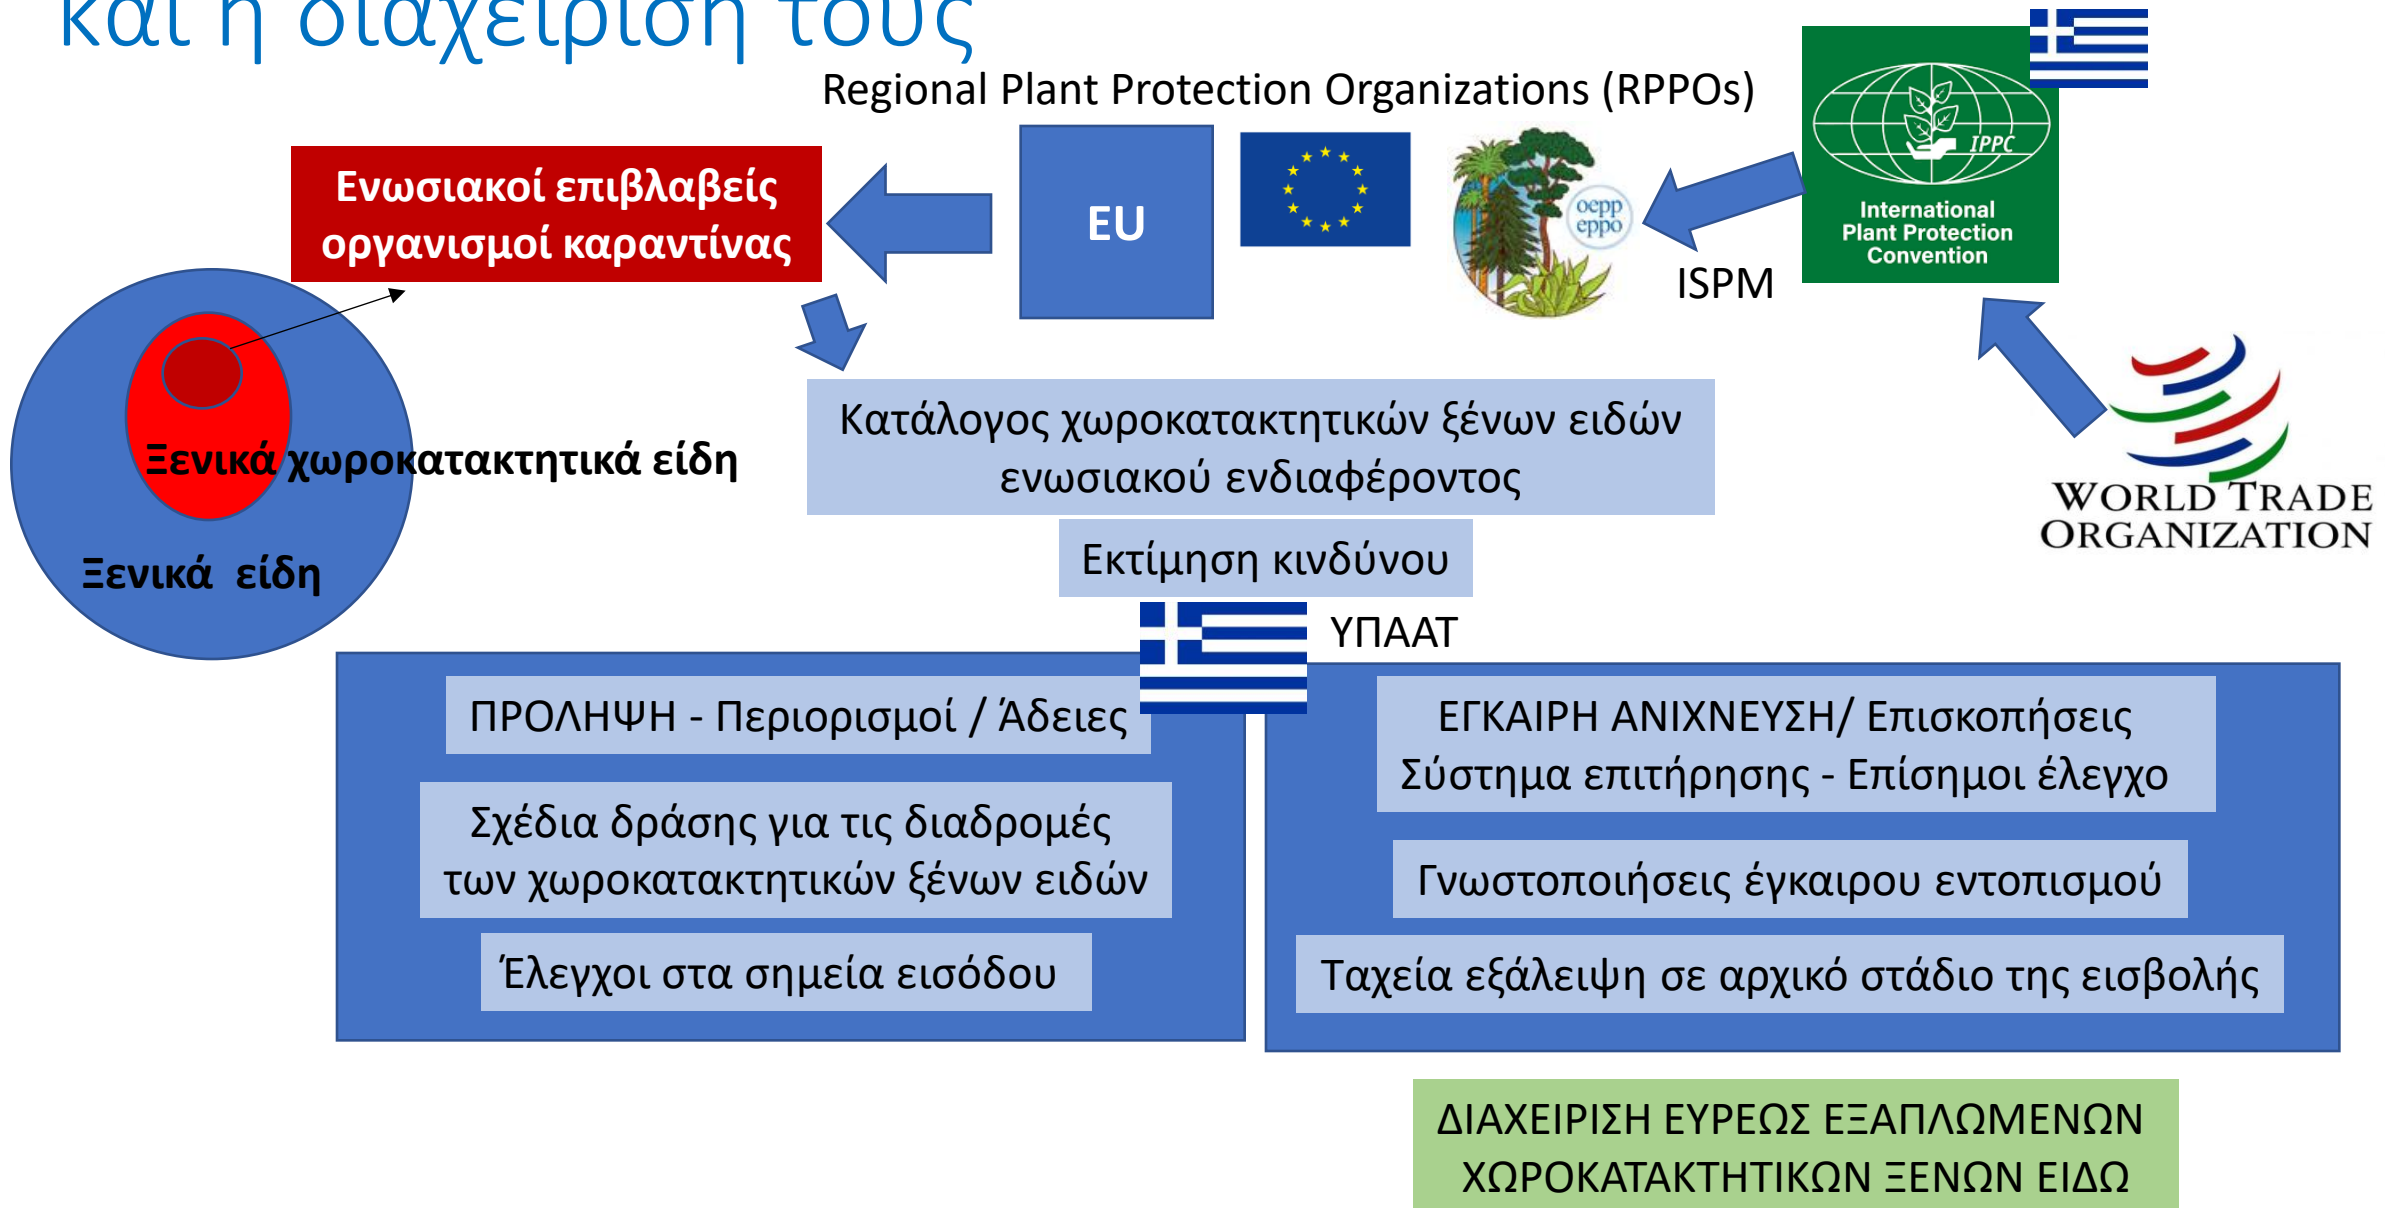 και η διαχείριση τους
Regional Plant Protection Organizations (RPPOs)
IPPC
International
Plant Protection
Convention
Ενωσιακοί επιβλαβείς
οργανισμοί καραντίνας
EU
oepp
eppo
ISPM
Κατάλογος χωροκατακτητικών ξένων ειδών
ενωσιακού ενδιαφέροντος
Ξενικά χωροκατακτητικά είδη
WORLD TRADE
ORGANIZATION
Εκτίμηση κινδύνου
Ξενικά είδη
ΥΠΑΑΤ
ΠΡΟΛΗΨΗ - Περιορισμοί / Άδειες
Σχέδια δράσης για τις διαδρομές
των χωροκατακτητικών ξένων ειδών
Έλεγχοι στα σημεία εισόδου
ΕΓΚΑΙΡΗ ΑΝΙΧΝΕΥΣΗ/ Επισκοπήσεις
Σύστημα επιτήρησης - Επίσημοι έλεγχο
Γνωστοποιήσεις έγκαιρου εντοπισμού
Ταχεία εξάλειψη σε αρχικό στάδιο της εισβολής
ΔΙΑΧΕΙΡΙΣΗ ΕΥΡΕΩΣ ΕΞΑΠΛΩΜΕΝΩΝ
ΧΩΡΟΚΑΤΑΚΤΗΤΙΚΩΝ ΞΕΝΩΝ ΕΙΔΩ